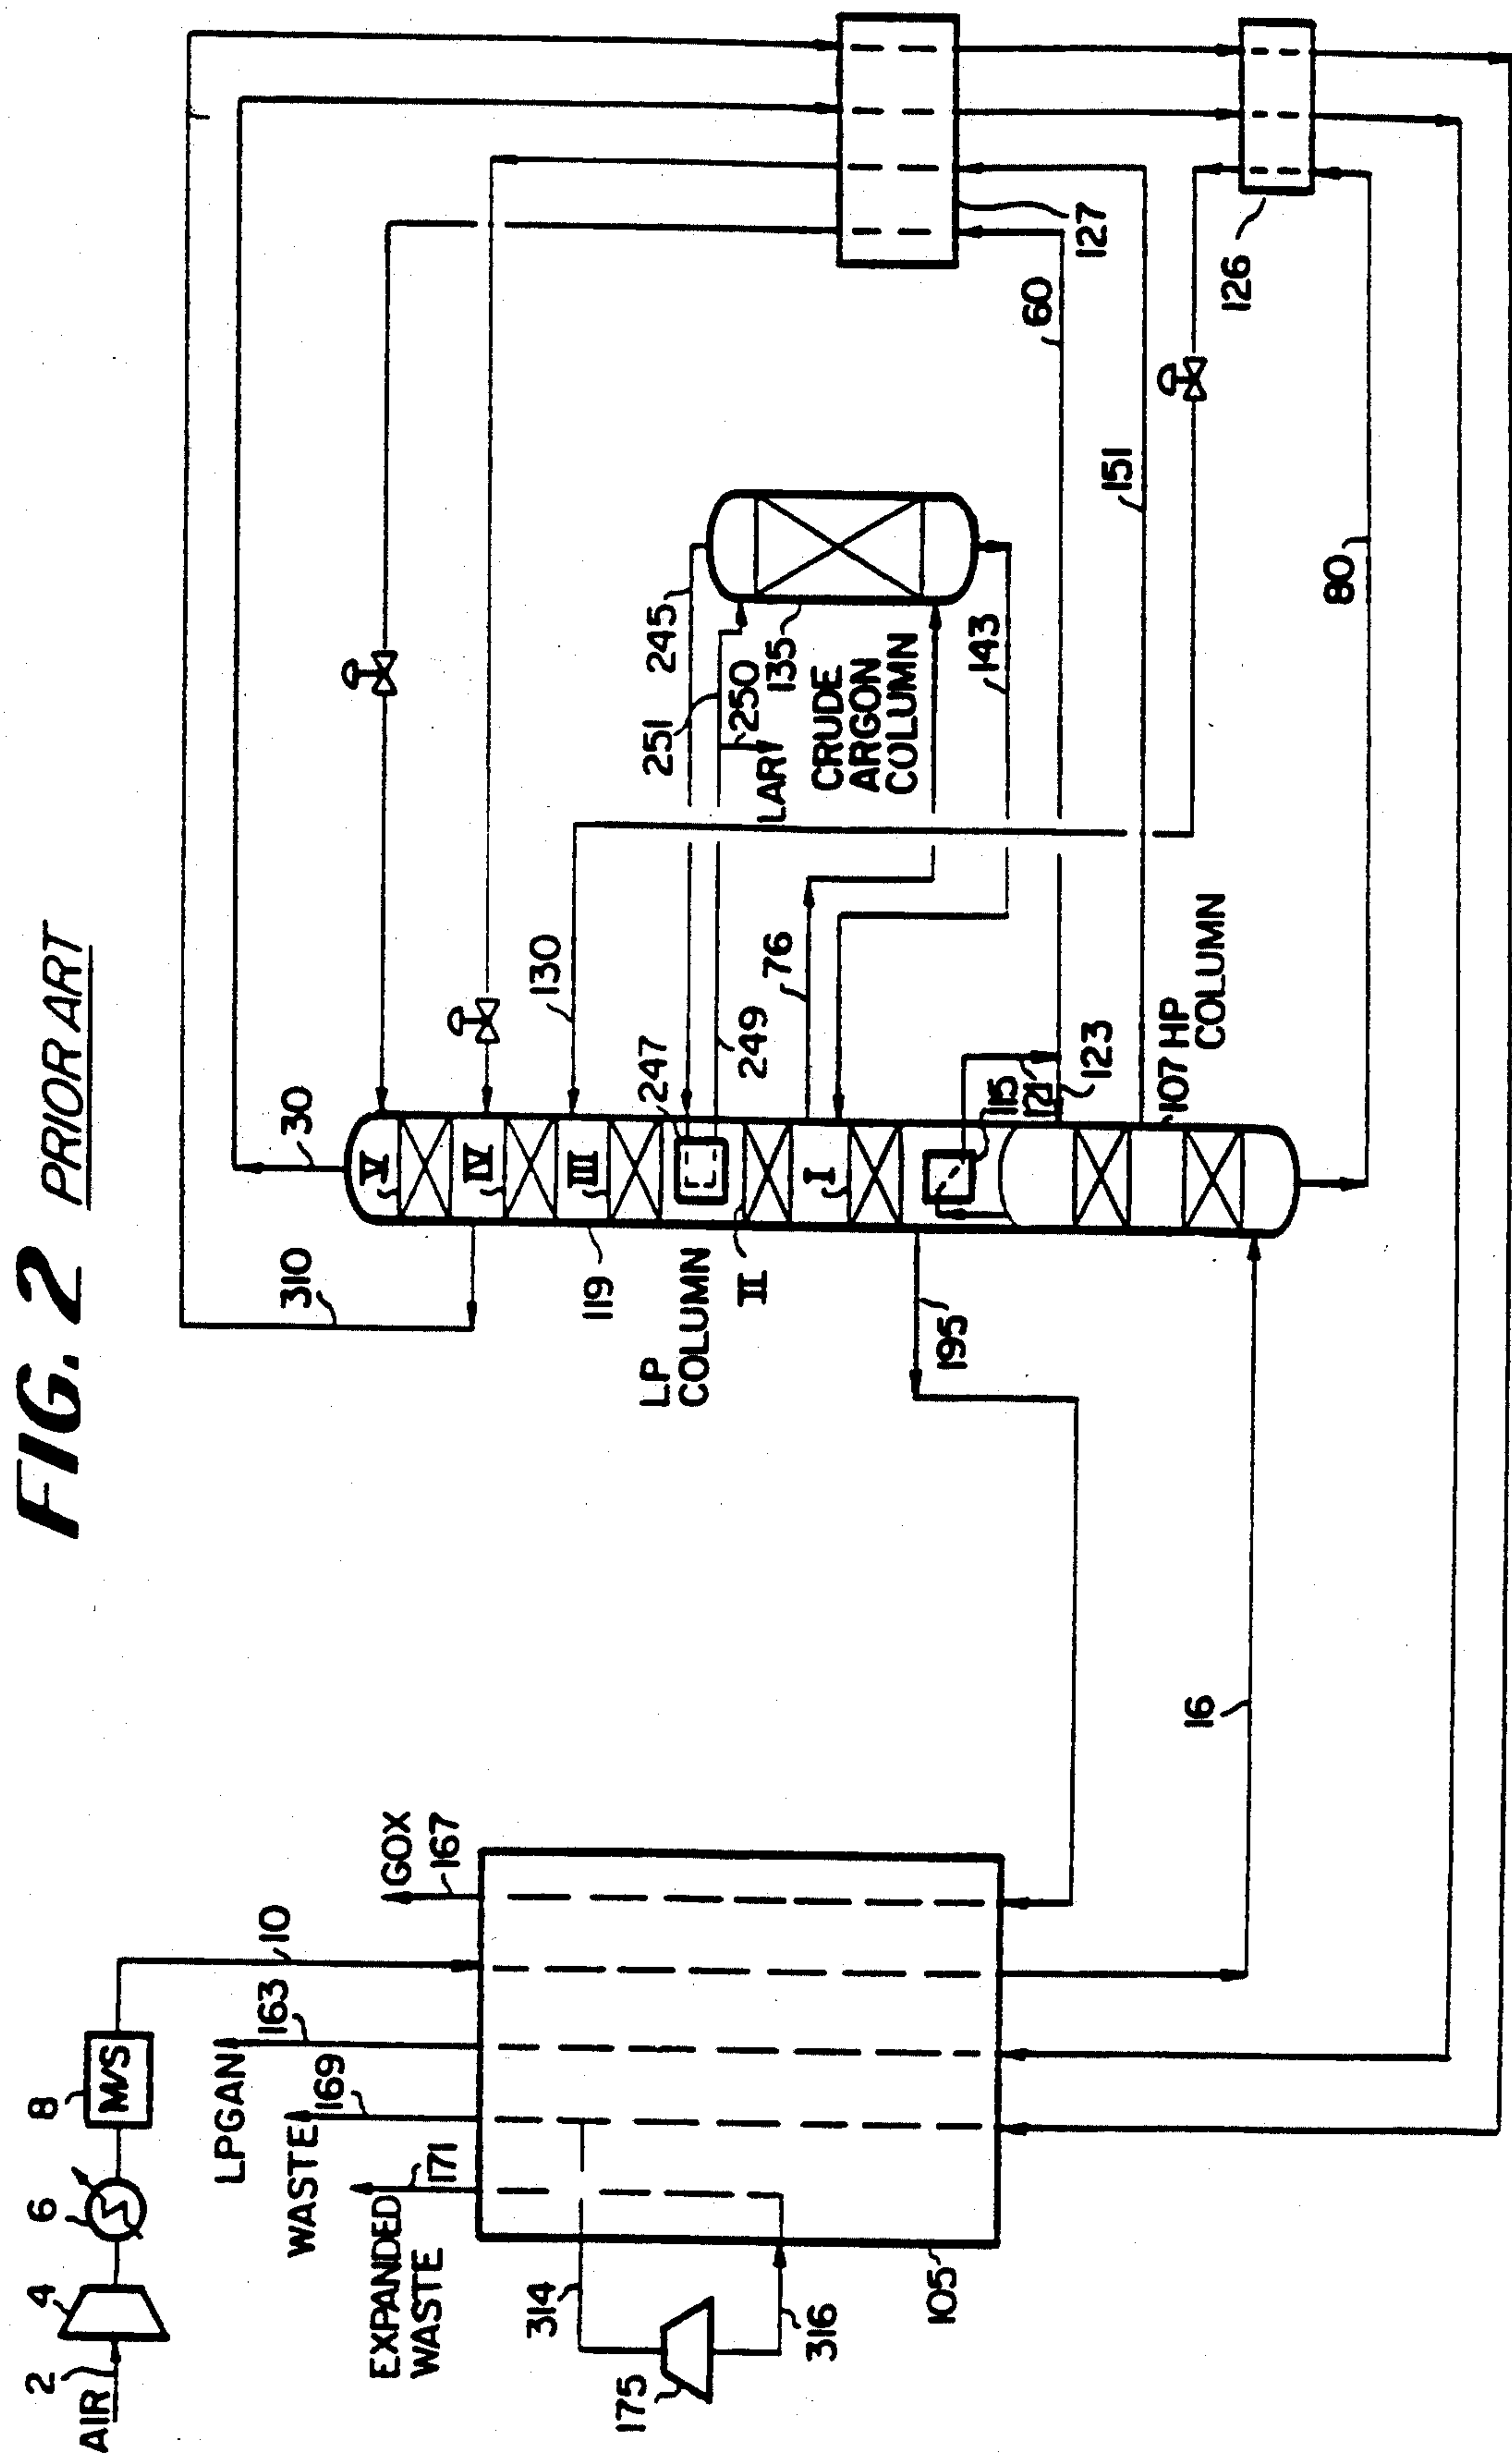 FIG. 2 PRIOR ART
AIR
2
4
6
8
M/S
10
LPGAN
163
WASTE
169
EXPANDED
WASTE
171
GOX
167
314
175
316
105
16
195
310
30
V
IV
III
119
LP
COLUMN
II
I
247
130
249
76
115
121
123
107 HP
COLUMN
251
245
250
LAR
135
CRUDE
ARGON
COLUMN
143
60
151
80
127
126